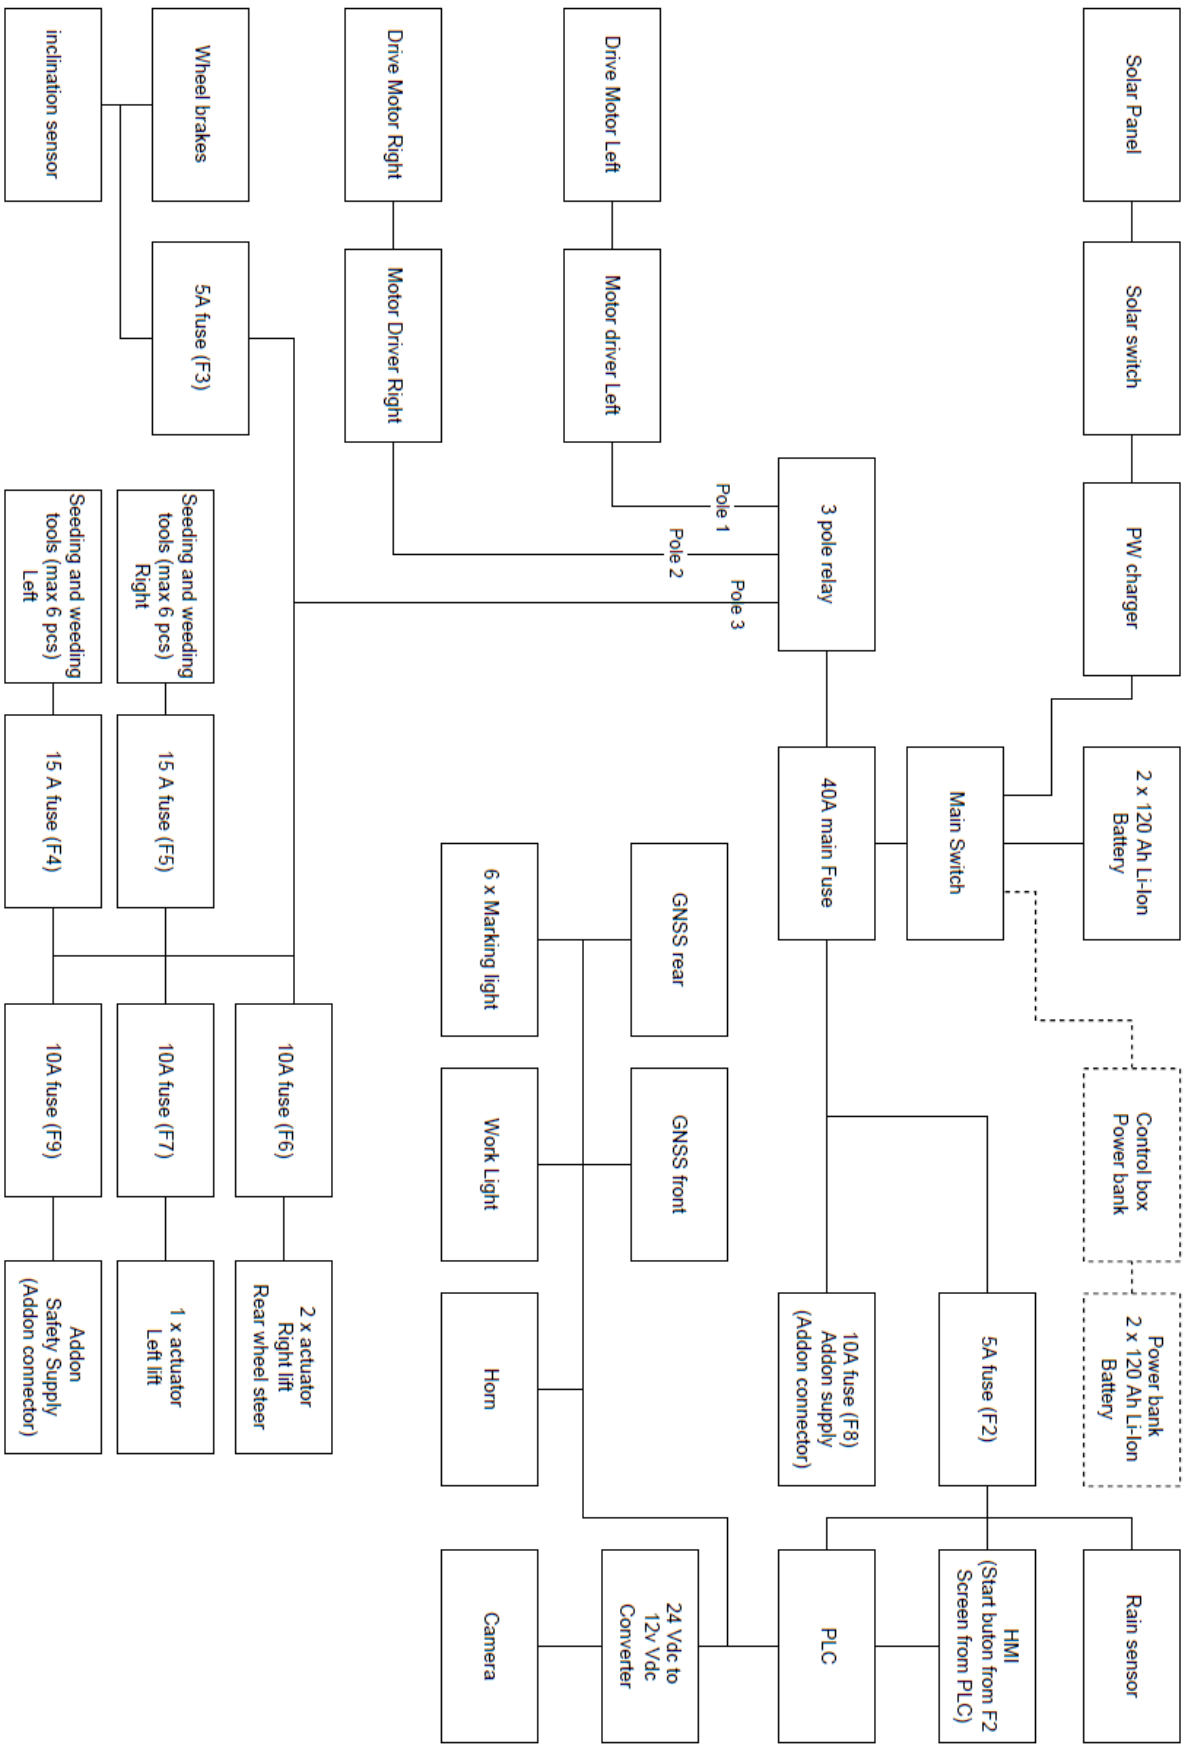 Solar Panel
Solar switch
PW charger
2 x 120 Ah Li-Ion
Battery
Control box
Power bank
Power bank
2 x 120 Ah Li-Ion
Battery
Rain sensor
Main Switch
5A fuse (F2)
HMI
(Start buton from F2
Screen from PLC)
3 pole relay
40A main Fuse
10A fuse (F8)
Addon supply
(Addon connector)
PLC
Pole 1
Pole 2
Pole 3
Drive Motor Left
Motor driver Left
GNSS rear
GNSS front
24 Vdc to
12v Vdc
Converter
Drive Motor Right
Motor Driver Right
6 x Marking light
Work Light
Horn
Camera
Wheel brakes
5A fuse (F3)
10A fuse (F6)
2 x actuator
Right lift
Rear wheel steer
Seeding and weeding
tools (max 6 pcs)
Right
15 A fuse (F5)
10A fuse (F7)
1 x actuator
Left lift
inclination sensor
Seeding and weeding
tools (max 6 pcs)
Left
15 A fuse (F4)
10A fuse (F9)
Addon
Safety Supply
(Addon connector)